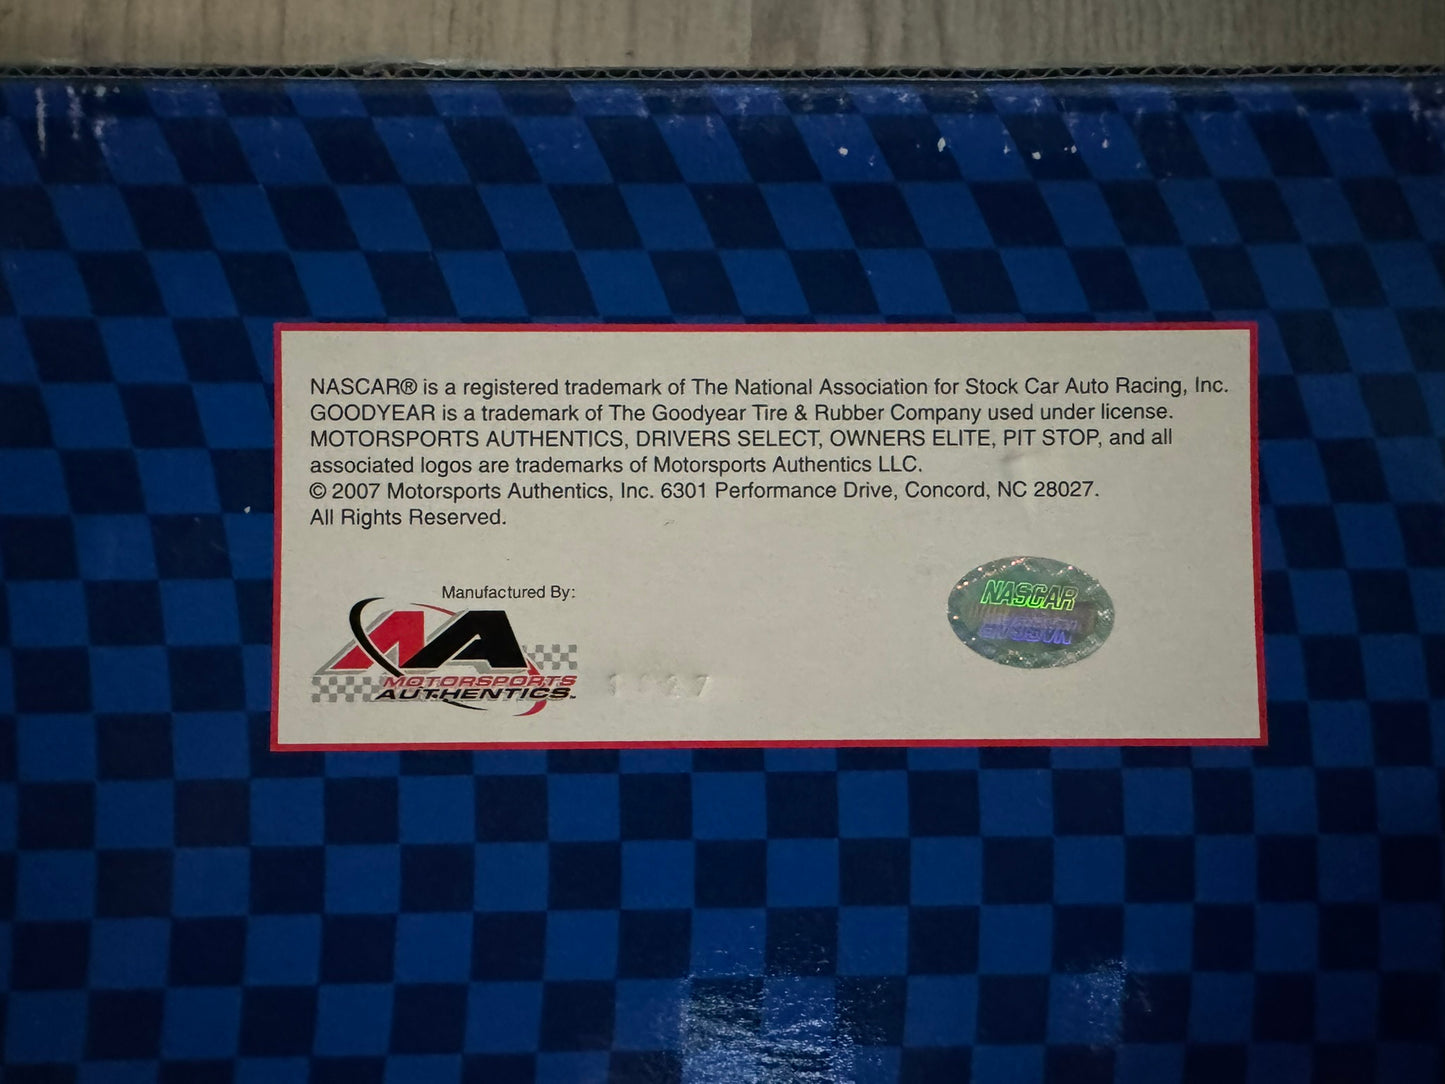 NASCAR® is a registered trademark of The National Association for Stock Car Auto Racing, Inc.
GOODYEAR is a trademark of The Goodyear Tire & Rubber Company used under license.
MOTORSPORTS AUTHENTICS, DRIVERS SELECT, OWNERS ELITE, PIT STOP, and all
associated logos are trademarks of Motorsports Authentics LLC.
© 2007 Motorsports Authentics, Inc. 6301 Performance Drive, Concord, NC 28027.
All Rights Reserved.
Manufactured By:
MA
MOTORSPORTS
AUTHENTICS™
NASCAR
NASCAR